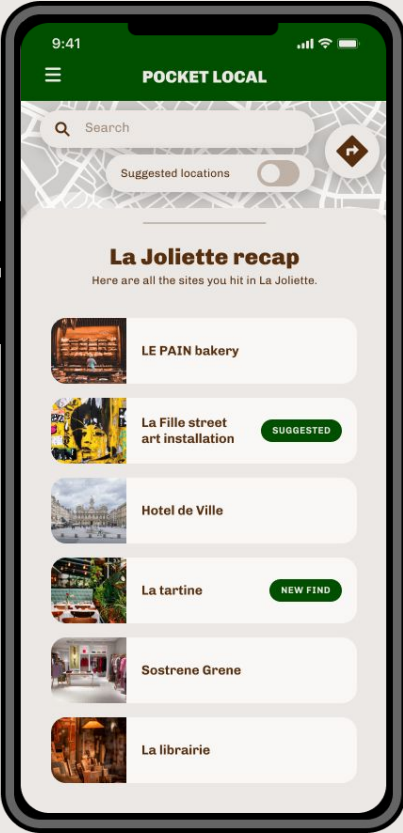 9:41
POCKET LOCAL
Search
Suggested locations
La Joliette recap
Here are all the sites you hit in La Joliette.
LE PAIN bakery
La Fille street
art installation
SUGGESTED
Hotel de Ville
La tartine
NEW FIND
Sostrene Grene
La librairie